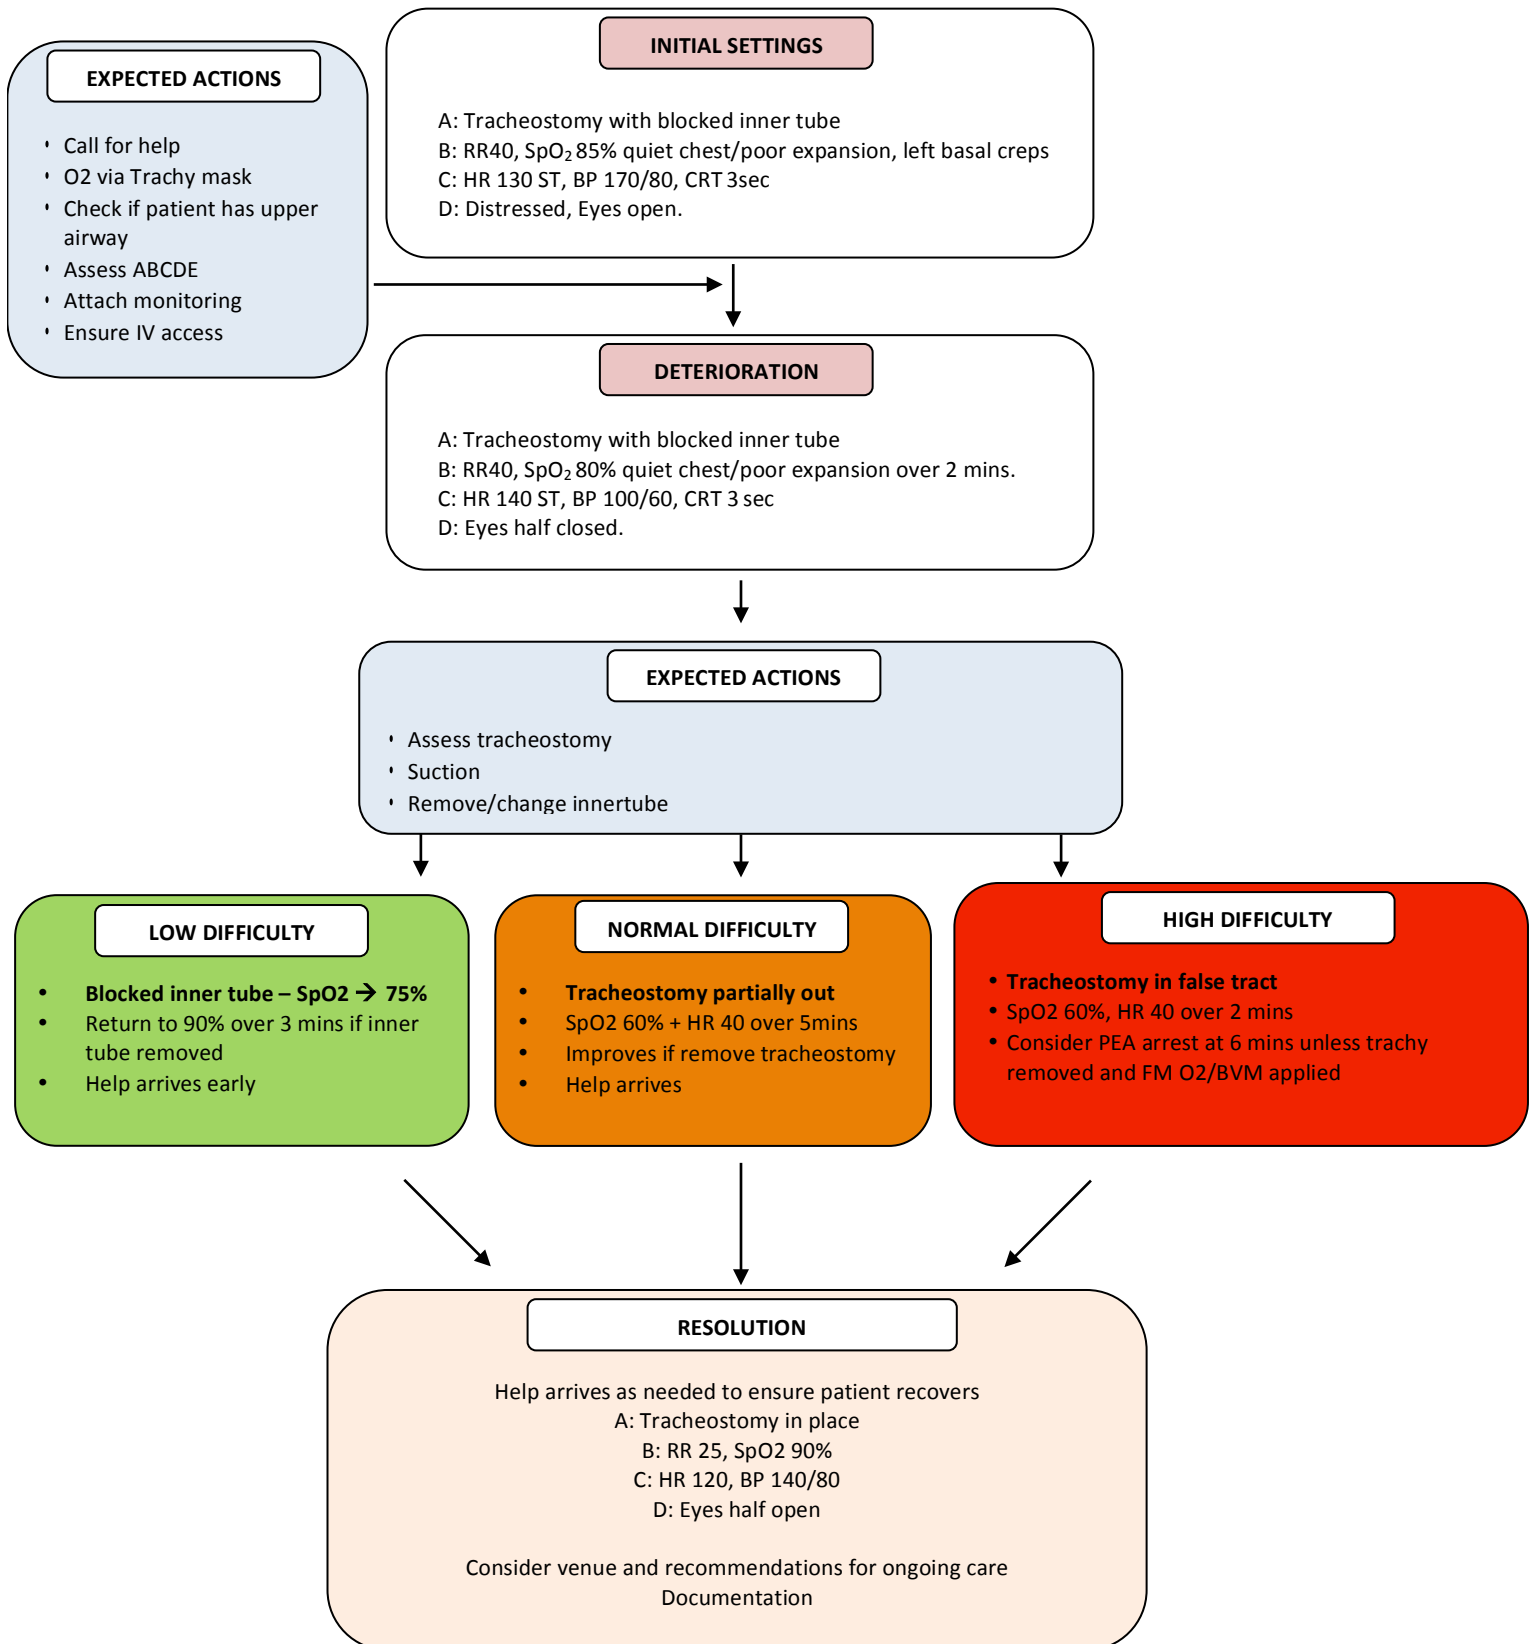 EXPECTED ACTIONS
• Call for help
• O2 via Trachy mask
• Check if patient has upper
airway
• Assess ABCDE
• Attach monitoring
• Ensure IV access
INITIAL SETTINGS
A: Tracheostomy with blocked inner tube
B: RR40, SpO₂ 85% quiet chest/poor expansion, left basal creps
C: HR 130 ST, BP 170/80, CRT 3sec
D: Distressed, Eyes open.
DETERIORATION
A: Tracheostomy with blocked inner tube
B: RR40, SpO₂ 80% quiet chest/poor expansion over 2 mins.
C: HR 140 ST, BP 100/60, CRT 3 sec
D: Eyes half closed.
EXPECTED ACTIONS
• Assess tracheostomy
• Suction
• Remove/change innertube
LOW DIFFICULTY
• Blocked inner tube – SpO2 → 75%
• Return to 90% over 3 mins if inner
tube removed
• Help arrives early
NORMAL DIFFICULTY
• Tracheostomy partially out
• SpO2 60% + HR 40 over 5mins
• Improves if remove tracheostomy
• Help arrives
HIGH DIFFICULTY
• Tracheostomy in false tract
• SpO2 60%, HR 40 over 2 mins
• Consider PEA arrest at 6 mins unless trachy
removed and FM O2/BVM applied
RESOLUTION
Help arrives as needed to ensure patient recovers
A: Tracheostomy in place
B: RR 25, SpO2 90%
C: HR 120, BP 140/80
D: Eyes half open
Consider venue and recommendations for ongoing care
Documentation